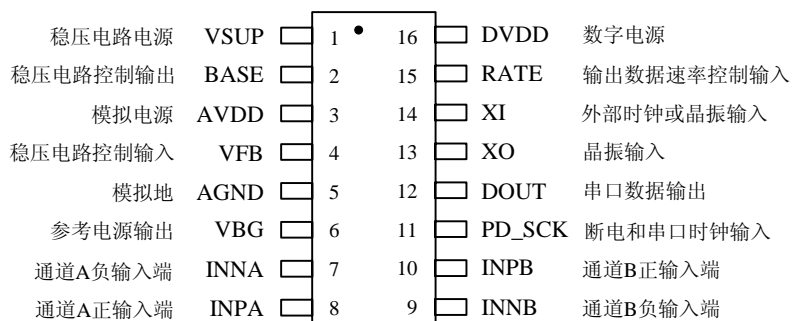 稳压电路电源 VSUP 1 16 DVDD 数字电源
稳压电路控制输出 BASE 2 15 RATE 输出数据速率控制输入
模拟电源 AVDD 3 14 XI 外部时钟或晶振输入
稳压电路控制输入 VFB 4 13 XO 晶振输入
模拟地 AGND 5 12 DOUT 串口数据输出
参考电源输出 VBG 6 11 PD_SCK 断电和串口时钟输入
通道A负输入端 INNA 7 10 INPB 通道B正输入端
通道A正输入端 INPA 8 9 INNB 通道B负输入端